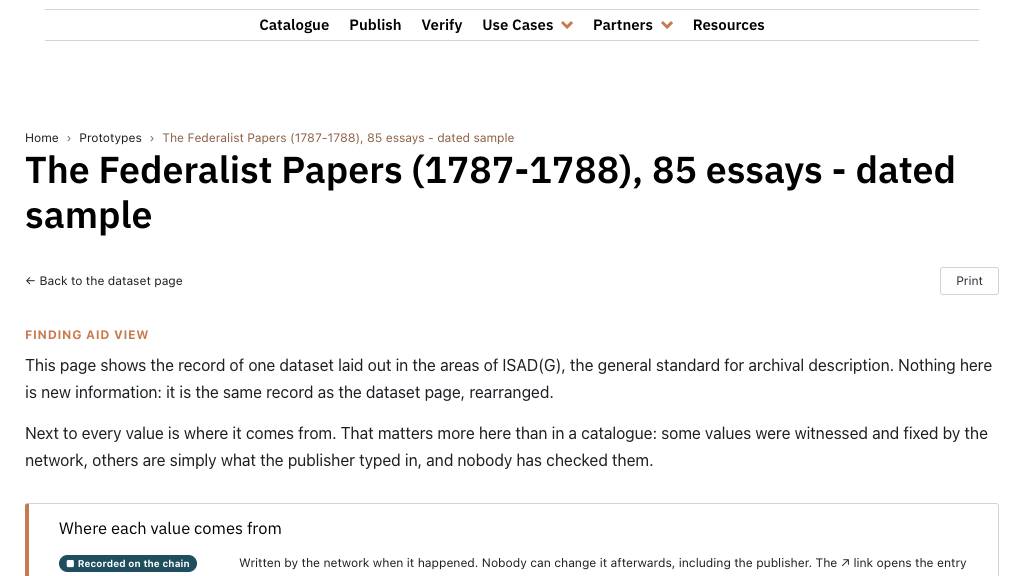 Catalogue Publish Verify Use Cases Partners Resources
Home › Prototypes › The Federalist Papers (1787-1788), 85 essays - dated sample
The Federalist Papers (1787-1788), 85 essays - dated
sample
← Back to the dataset page
Print
FINDING AID VIEW
This page shows the record of one dataset laid out in the areas of ISAD(G), the general standard for archival description. Nothing here
is new information: it is the same record as the dataset page, rearranged.
Next to every value is where it comes from. That matters more here than in a catalogue: some values were witnessed and fixed by the
network, others are simply what the publisher typed in, and nobody has checked them.
Where each value comes from
Recorded on the chain
Written by the network when it happened. Nobody can change it afterwards, including the publisher. The ↗ link opens the entry